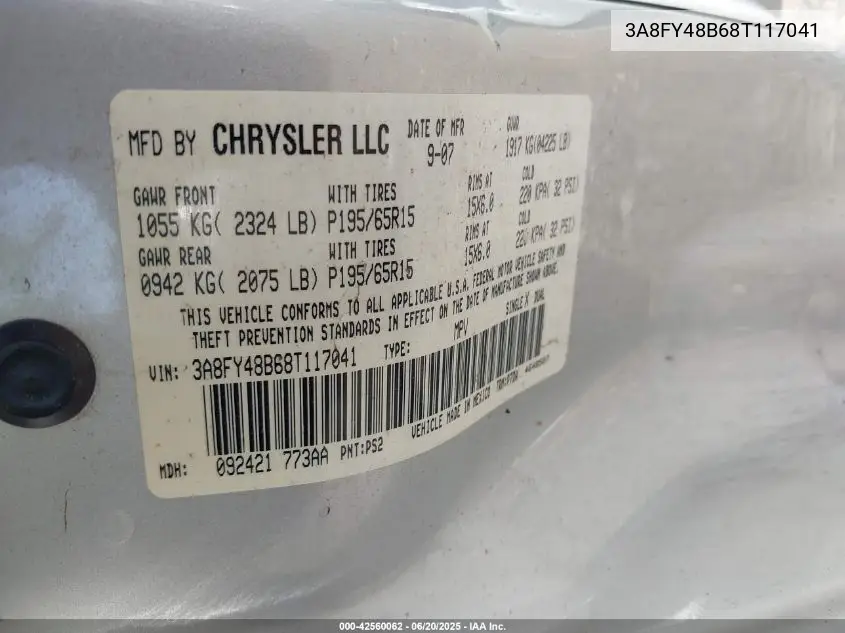 3A8FY48B68T117041
MFD BY CHRYSLER LLC DATE OF MFR GVWR
9-07 1917 KG(04225 LB)
GAWR FRONT WITH TIRES RIMS AT COLD
1055 KG( 2324 LB) P195/65R15 15X6.0 220 KPA( 32 PSI)
GAWR REAR WITH TIRES RIMS AT COLD
0942 KG( 2075 LB) P195/65R15 15X6.0 220 KPA( 32 PSI)
THIS VEHICLE CONFORMS TO ALL APPLICABLE U.S.A. FEDERAL MOTOR VEHICLE SAFETY AND
THEFT PREVENTION STANDARDS IN EFFECT ON THE DATE OF MANUFACTURE SHOWN ABOVE.
VIN: 3A8FY48B68T117041 TYPE: MPV SINGLE X DUAL
MDH: 092421 773AA PNT:PS2 VEHICLE MADE IN MEXICO
000-42560062 - 06/20/2025 - IAA Inc.